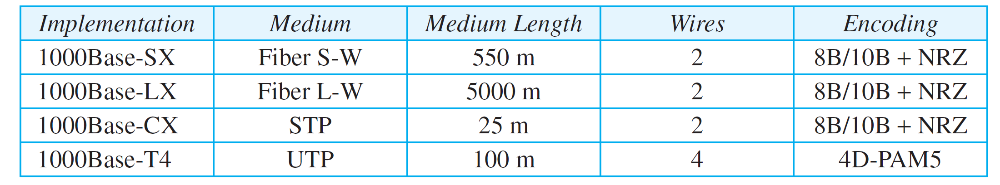 Implementation Medium Medium Length Wires Encoding
1000Base-SX Fiber S-W 550 m 2 8B/10B + NRZ
1000Base-LX Fiber L-W 5000 m 2 8B/10B + NRZ
1000Base-CX STP 25 m 2 8B/10B + NRZ
1000Base-T4 UTP 100 m 4 4D-PAM5